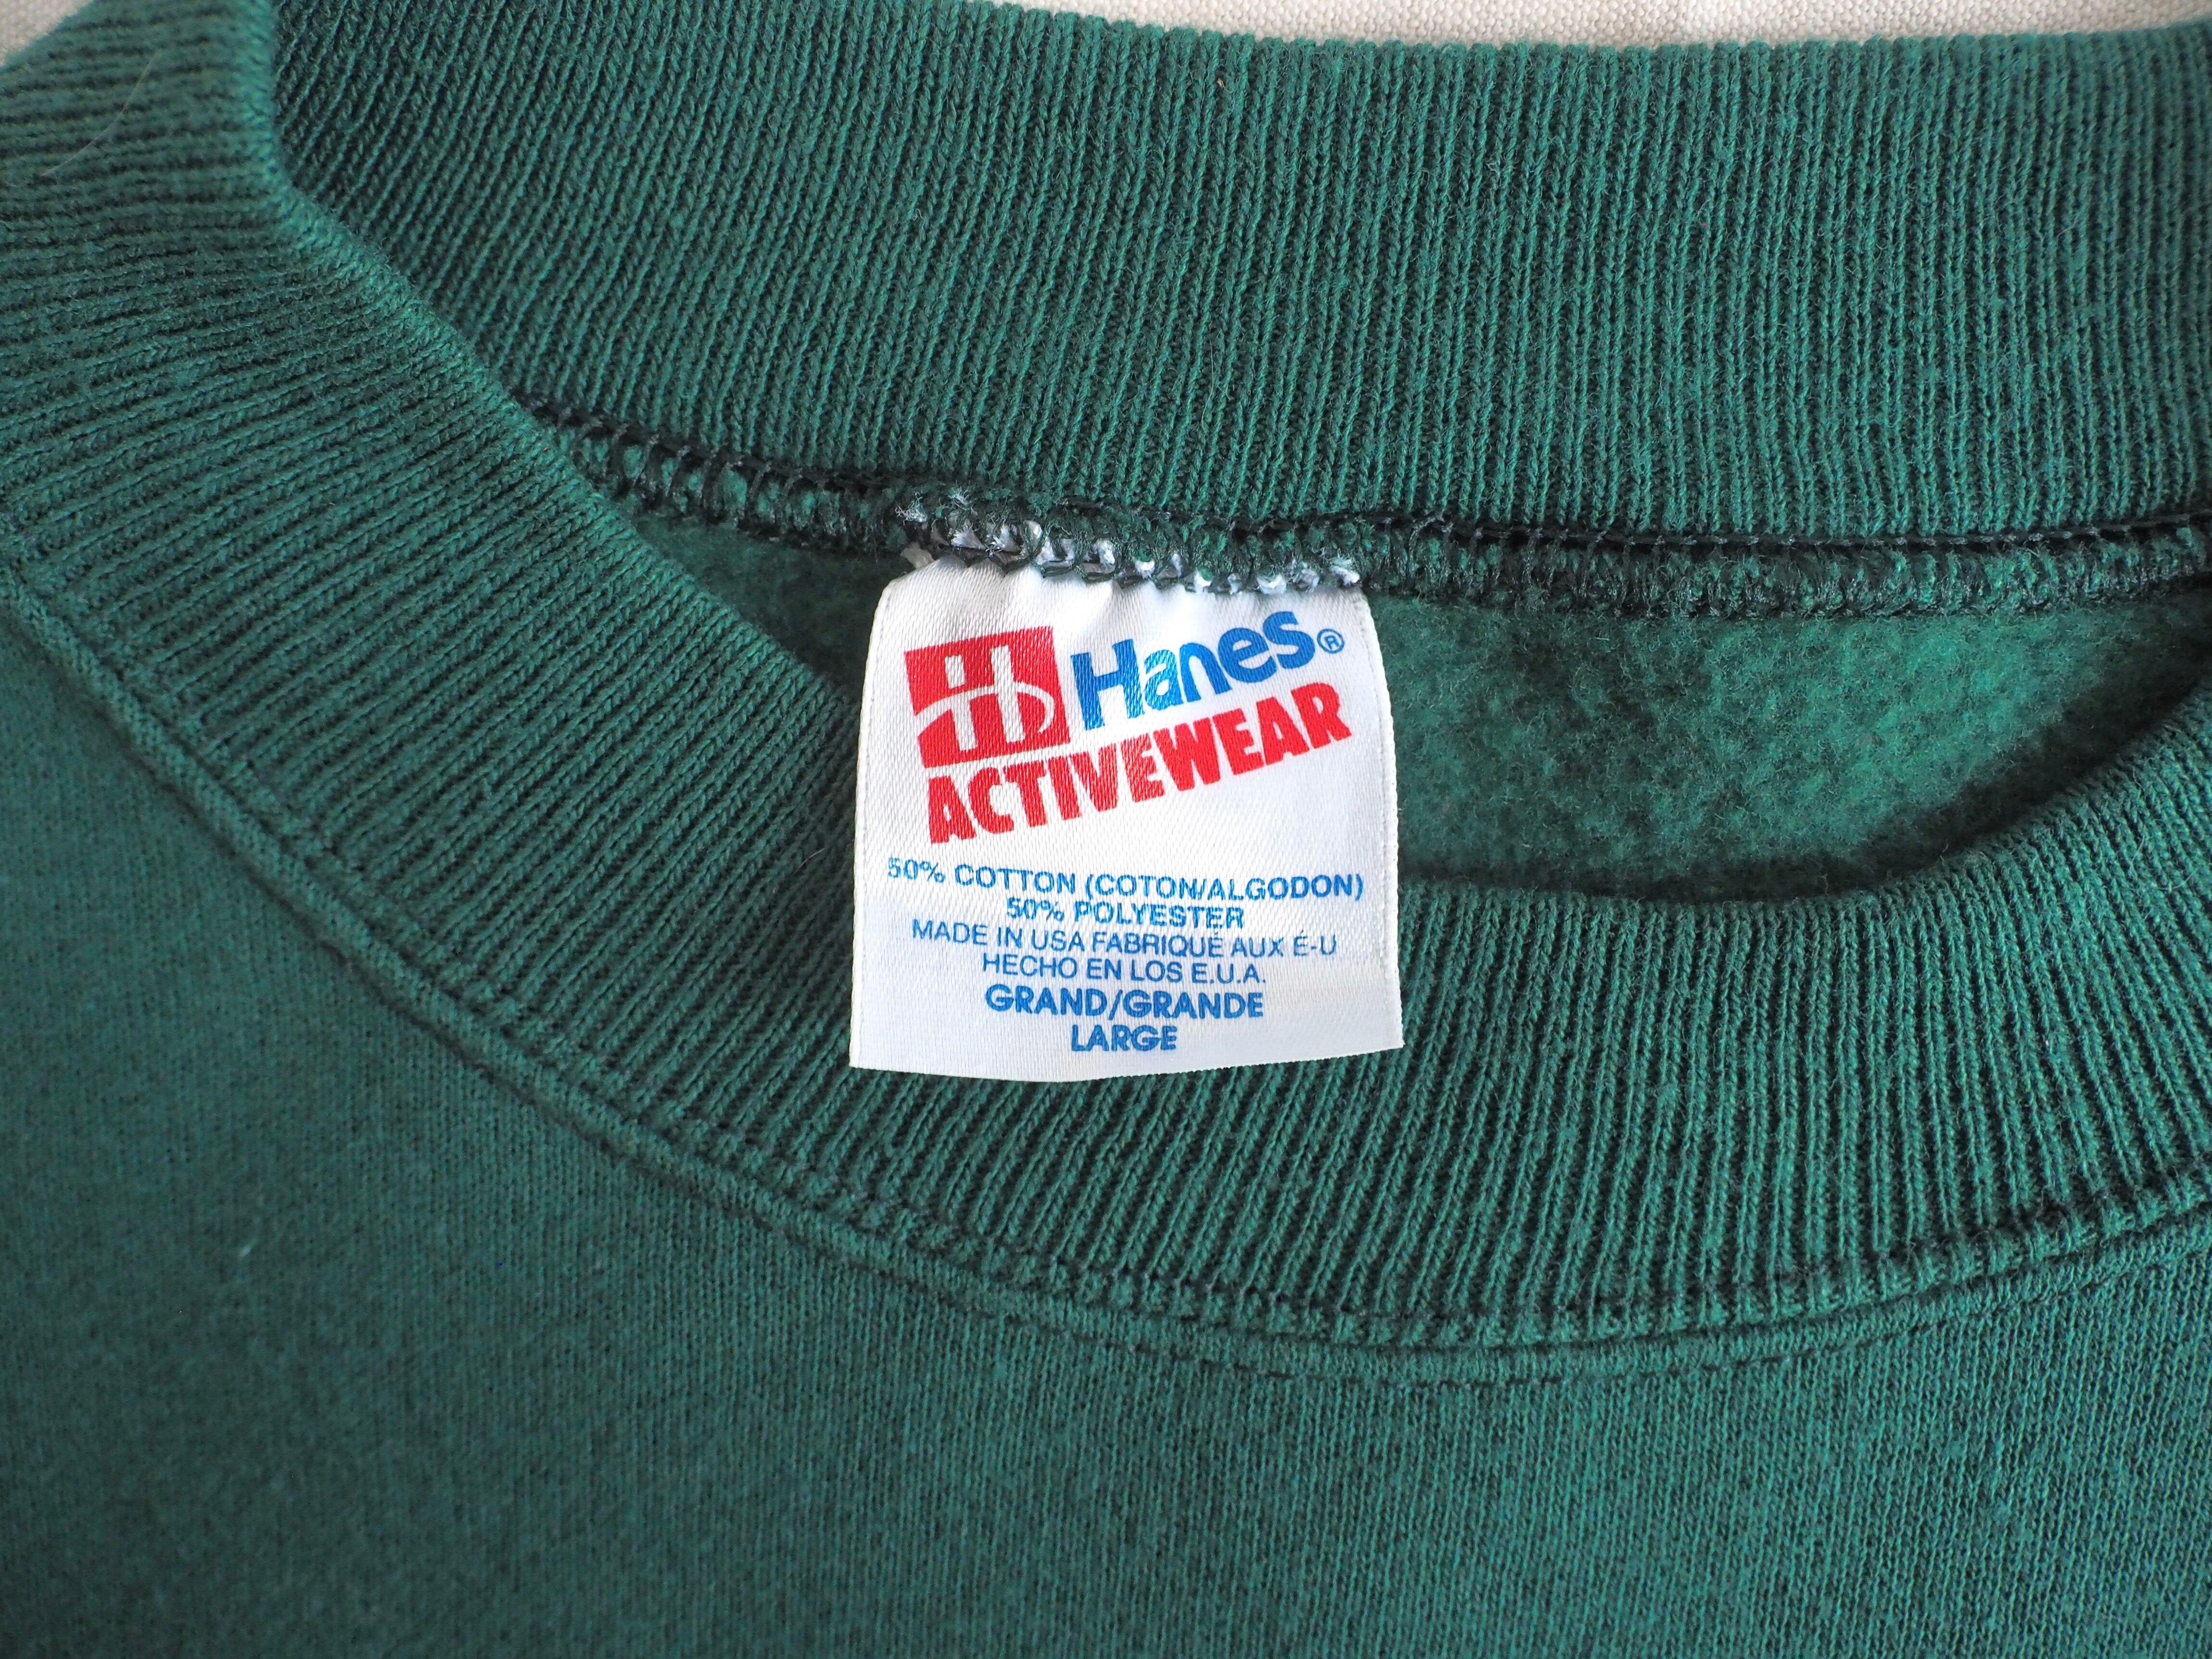 Hanes®
ACTIVEWEAR
50% COTTON (COTON/ALGODON)
50% POLYESTER
MADE IN USA FABRIQUÉ AUX É-U
HECHO EN LOS E.U.A.
GRAND/GRANDE
LARGE